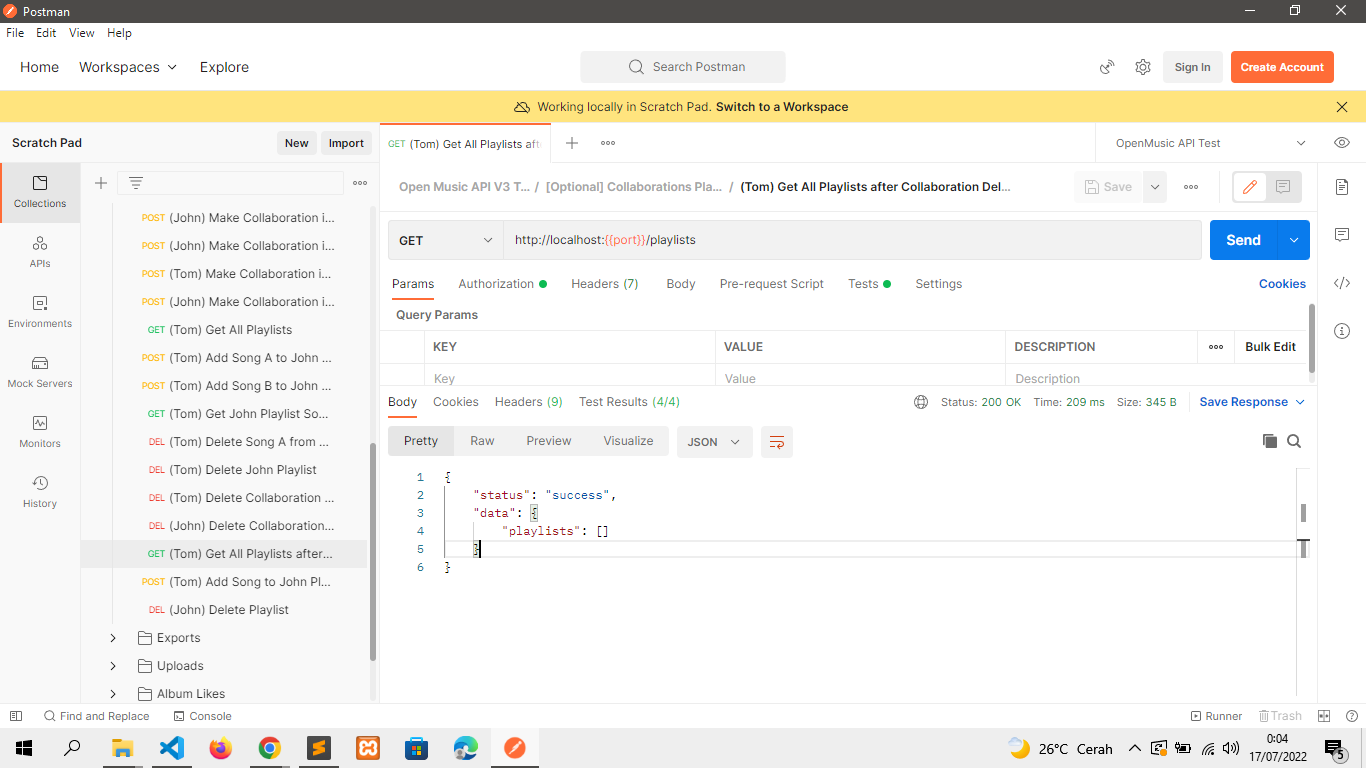 Postman
File Edit View Help
Home Workspaces Explore
Search Postman
Sign In
Create Account
Working locally in Scratch Pad. Switch to a Workspace
Scratch Pad
New
Import
GET (Tom) Get All Playlists aft
OpenMusic API Test
Collections
APIs
Environments
Mock Servers
Monitors
History
POST (John) Make Collaboration i...
POST (John) Make Collaboration i...
POST (Tom) Make Collaboration i...
POST (John) Make Collaboration i...
GET (Tom) Get All Playlists
POST (Tom) Add Song A to John ...
POST (Tom) Add Song B to John ...
GET (Tom) Get John Playlist So...
DEL (Tom) Delete Song A from ...
DEL (Tom) Delete John Playlist
DEL (Tom) Delete Collaboration ...
DEL (John) Delete Collaboration...
GET (Tom) Get All Playlists after...
POST (Tom) Add Song to John Pl...
DEL (John) Delete Playlist
Exports
Uploads
Album Likes
Open Music API V3 T... / [Optional] Collaborations Pla... / (Tom) Get All Playlists after Collaboration Del...
Save
GET
http://localhost:{{port}}/playlists
Send
Params Authorization Headers (7) Body Pre-request Script Tests Settings
Cookies
Query Params
KEY VALUE DESCRIPTION
Bulk Edit
Key Value Description
Body Cookies Headers (9) Test Results (4/4)
Status: 200 OK Time: 209 ms Size: 345 B
Save Response
Pretty Raw Preview Visualize
JSON
1 {
2 "status": "success",
3 "data": {
4 "playlists": []
5 }
6 }
Find and Replace
Console
Runner
Trash
26°C Cerah
0:04
17/07/2022
5